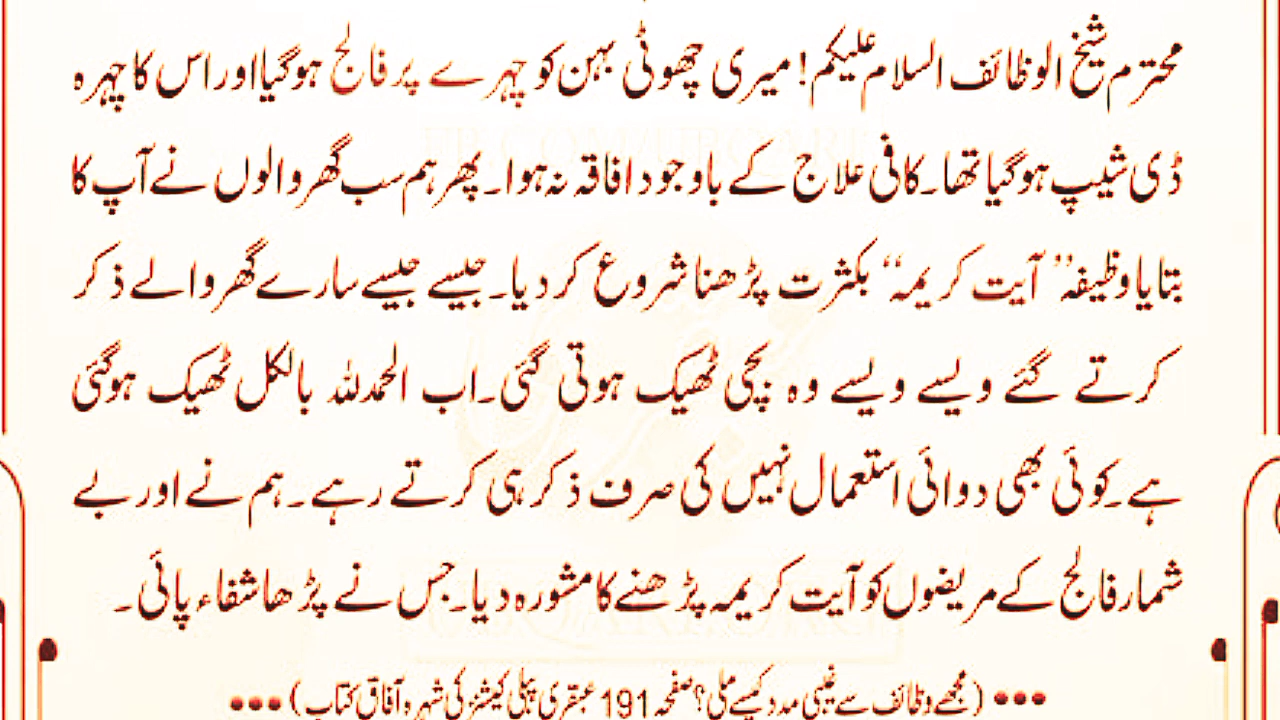 محترم شیخ الوظائف السلام علیکم! میری چھوٹی بہن کو چہرے پر فالج ہوگیا اور اس کا چہرہ
ڈی شیپ ہوگیا تھا۔ کافی علاج کے باوجود افاقہ نہ ہوا۔ پھر ہم سب گھر والوں نے آپ کا
بتایا وظیفہ ’’آیت کریمہ‘‘ بکثرت پڑھنا شروع کر دیا۔ جیسے جیسے سارے گھر والے ذکر
کرتے گئے ویسے ویسے وہ بچی ٹھیک ہوتی گئی۔ اب الحمدللہ بالکل ٹھیک ہوگئی
ہے۔ کوئی بھی دوائی استعمال نہیں کی صرف ذکر ہی کرتے رہے۔ ہم نے اور بے
شمار فالج کے مریضوں کو آیت کریمہ پڑھنے کا مشورہ دیا۔ جس نے پڑھا شفاء پائی۔
(مجھے وظائف سے غیبی مدد کیسے ملی؟ صفحہ 191 عبقری پبلی کیشنز کی شہرہ آفاق کتاب)